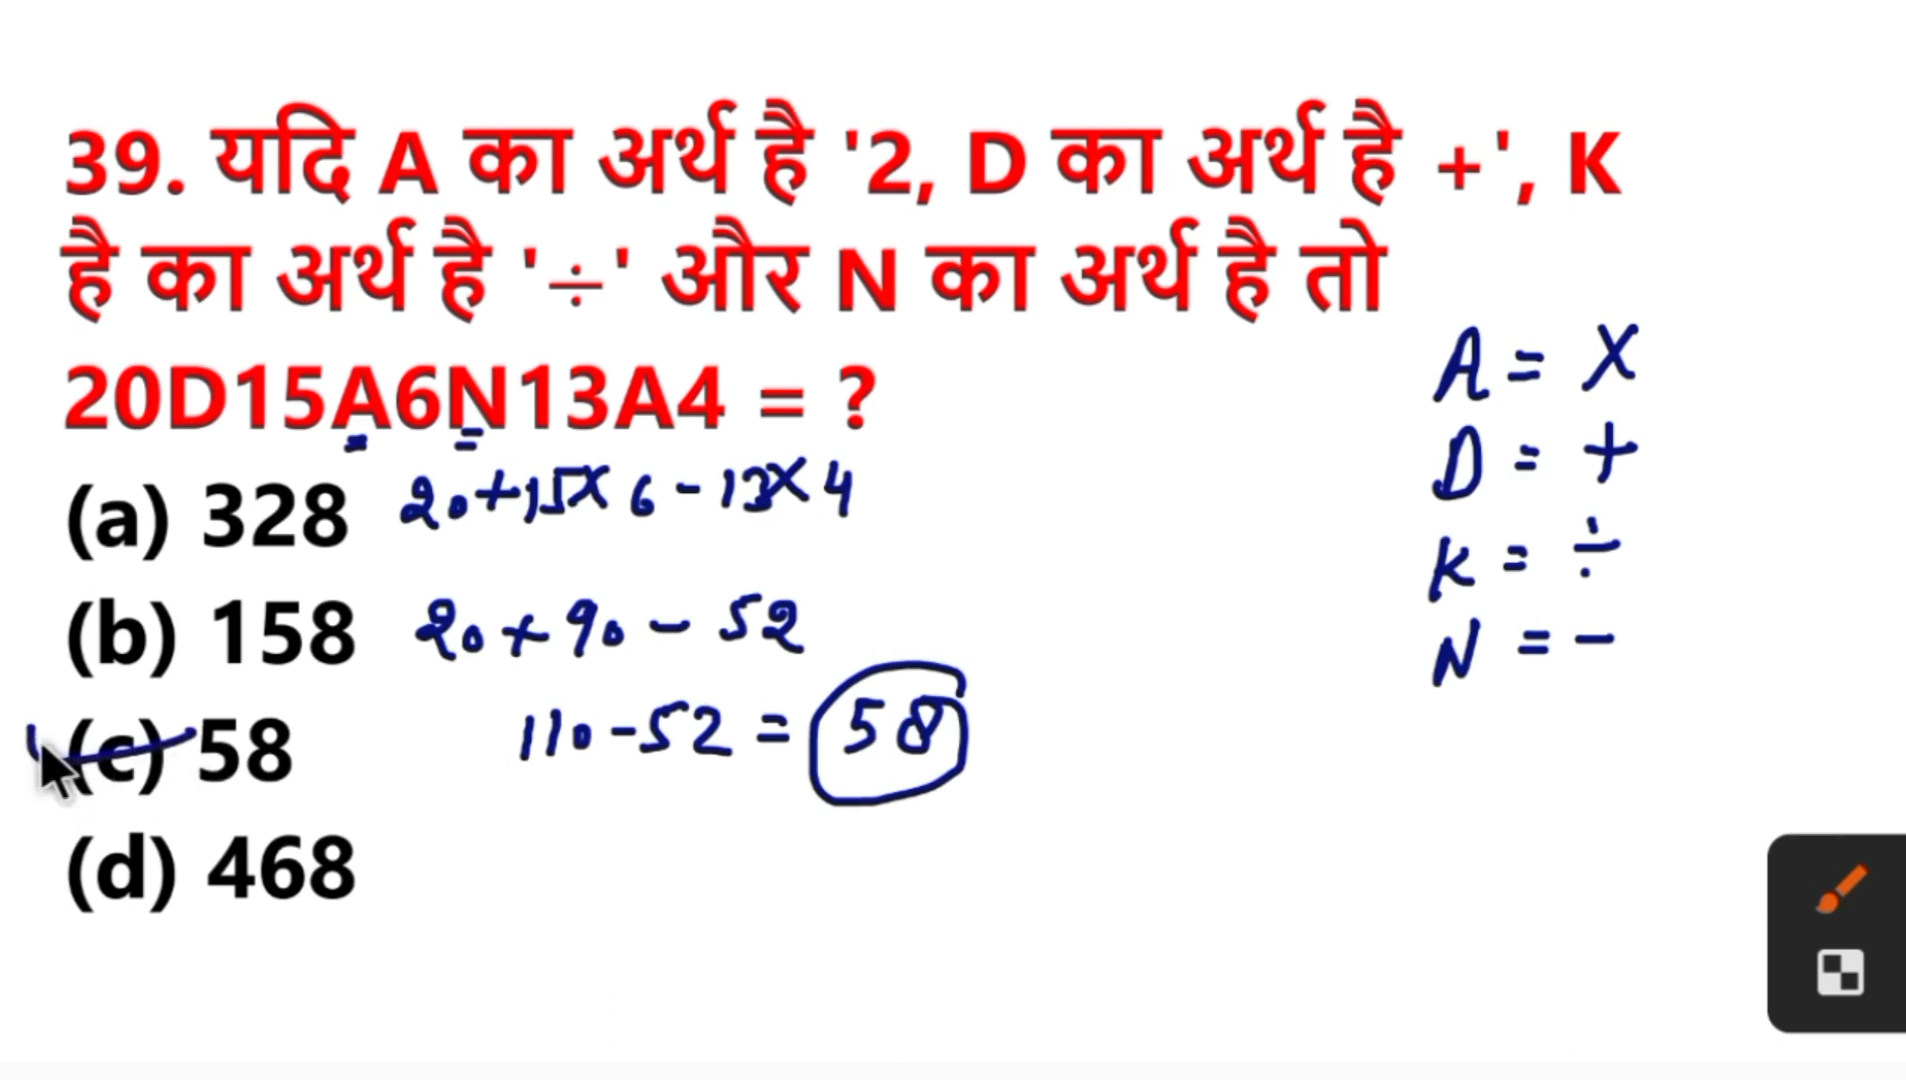 39. यदि A का अर्थ है '2, D का अर्थ है +', K
है का अर्थ है '÷' और N का अर्थ है तो
20D15A6N13A4 = ?
(a) 328
20+15×6-13×4
(b) 158
20+90-52
(c) 58
110-52=58
(d) 468
A = ×
D = +
K = ÷
N = -